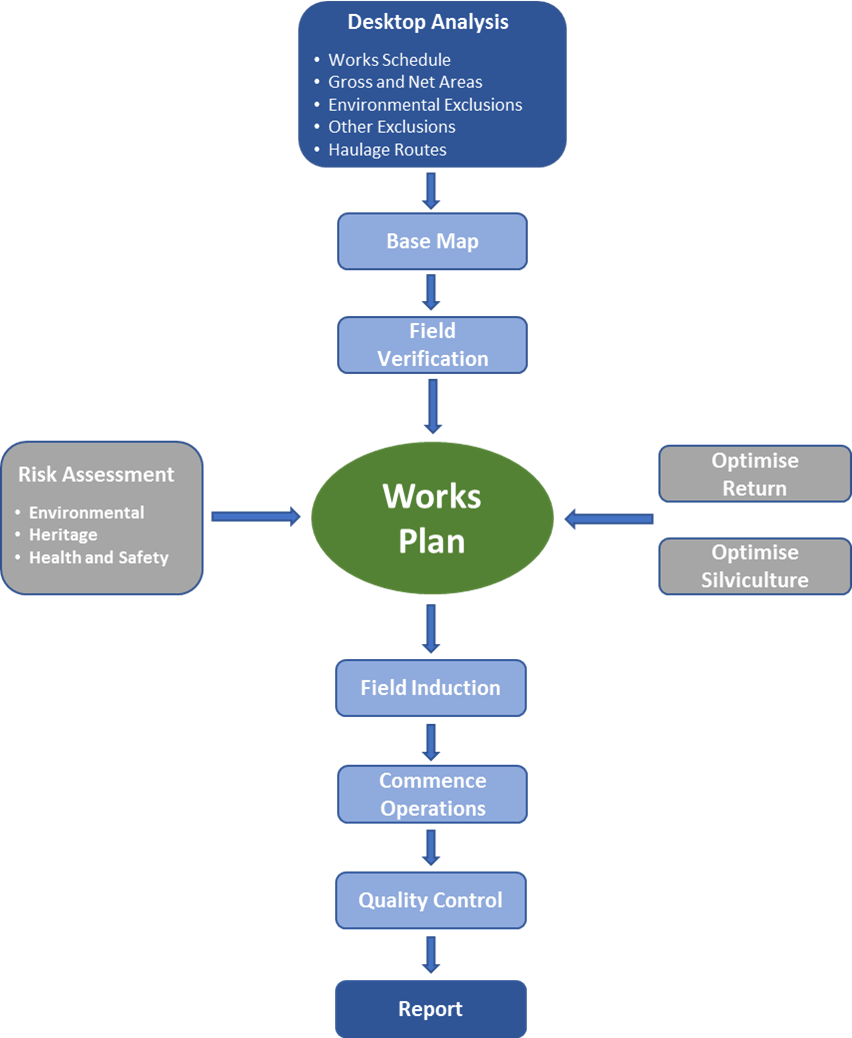 Desktop Analysis
• Works Schedule
• Gross and Net Areas
• Environmental Exclusions
• Other Exclusions
• Haulage Routes
Base Map
Field
Verification
Risk Assessment
• Environmental
• Heritage
• Health and Safety
Works
Plan
Optimise
Return
Optimise
Silviculture
Field Induction
Commence
Operations
Quality Control
Report